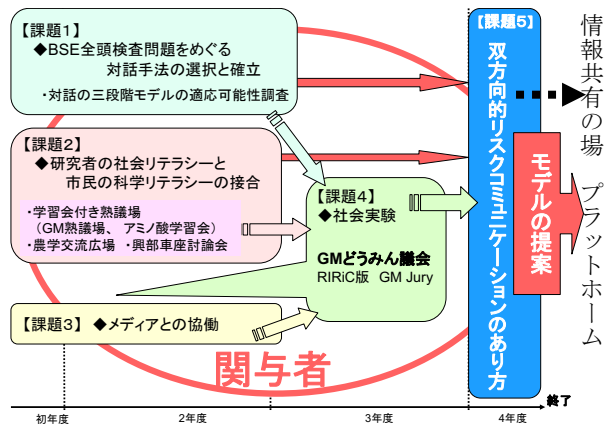 【課題1】
◆BSE全頭検査問題をめぐる
対話手法の選択と確立
・対話の三段階モデルの適応可能性調査
【課題2】
◆研究者の社会リテラシーと
市民の科学リテラシーの接合
・学習会付き熟議場
（GM熟議場、アミノ酸学習会）
・農学交流広場 ・興部車座討論会
【課題3】 ◆メディアとの協働
【課題4】
◆社会実験
GMどうみん議会
RIRiC版 GM Jury
関与者
【課題5】
双方向的リスクコミュニケーションのあり方
モデルの提案
情報共有の場 プラットホーム
終了
初年度
2年度
3年度
4年度